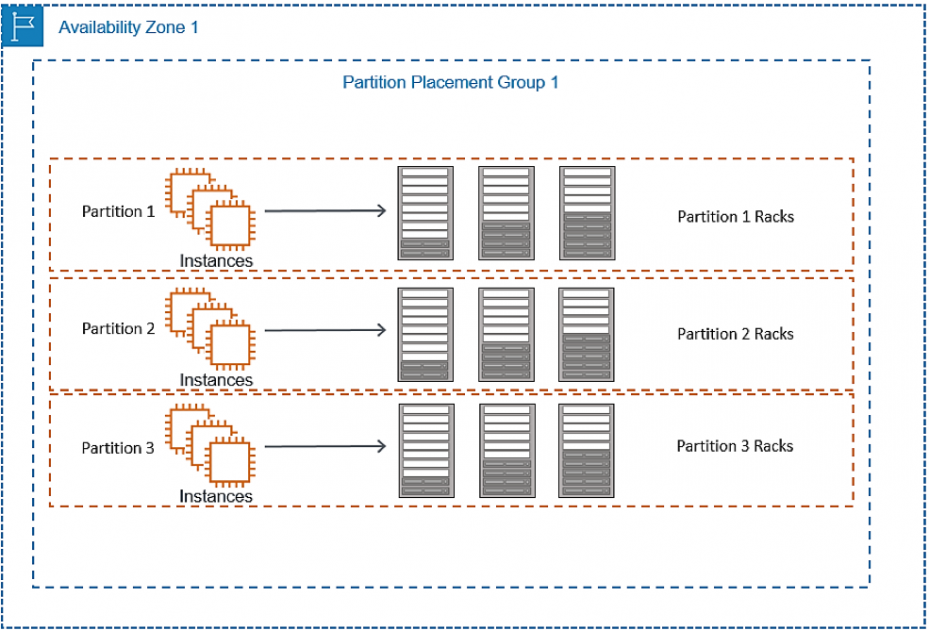 Availability Zone 1
Partition Placement Group 1
Partition 1
Instances
Partition 1 Racks
Partition 2
Instances
Partition 2 Racks
Partition 3
Instances
Partition 3 Racks